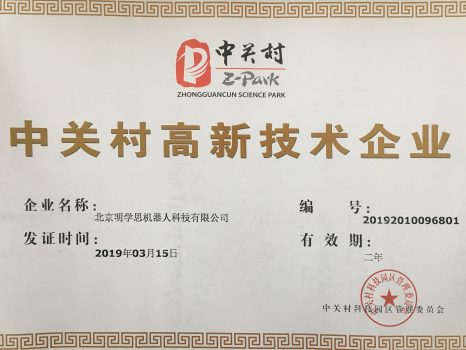 中关村
Z-Park
ZHONGGUANCUN SCIENCE PARK
中关村高新技术企业
企业名称：
北京明学思机器人科技有限公司
编 号：
20192010096801
发证时间：
2019年03月15日
有效期：
二年
中关村科技园区管理委员会
中关村科技园区管理委员会